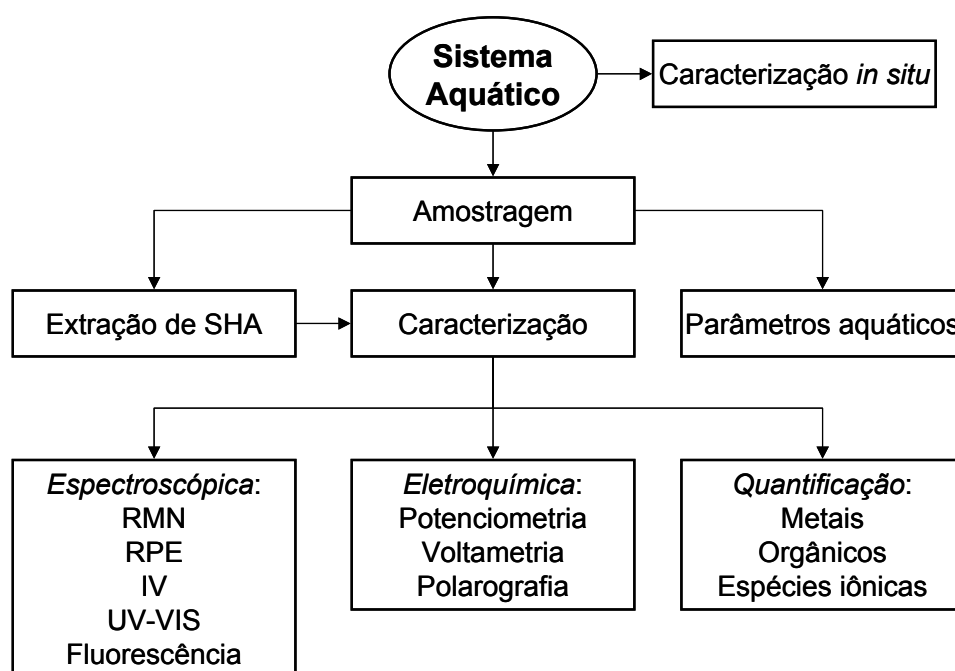 Sistema
Aquático
Caracterização in situ
Amostragem
Extração de SHA
Caracterização
Parâmetros aquáticos
Espectroscópica:
RMN
RPE
IV
UV-VIS
Fluorescência
Eletroquímica:
Potenciometria
Voltametria
Polarografia
Quantificação:
Metais
Orgânicos
Espécies iônicas